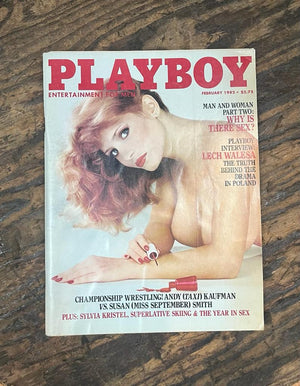 PLAYBOY
ENTERTAINMENT FOR MEN
FEBRUARY 1982 • $2.75
MAN AND WOMAN
PART TWO:
WHY IS
THERE SEX?
PLAYBOY
INTERVIEW:
LECH WALESA
THE TRUTH
BEHIND THE
DRAMA
IN POLAND
CHAMPIONSHIP WRESTLING! ANDY (TAXI) KAUFMAN
VS. SUSAN (MISS SEPTEMBER) SMITH
PLUS: SYLVIA KRISTEL, SUPERLATIVE SKIING & THE YEAR IN SEX